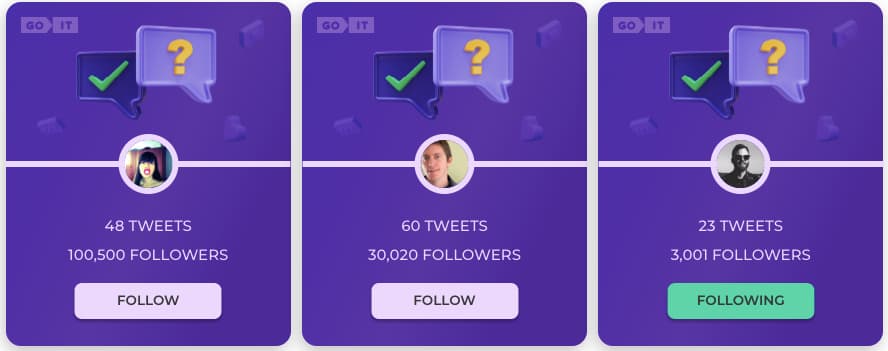 GO IT
48 TWEETS
100,500 FOLLOWERS
FOLLOW
GO IT
60 TWEETS
30,020 FOLLOWERS
FOLLOW
GO IT
23 TWEETS
3,001 FOLLOWERS
FOLLOWING